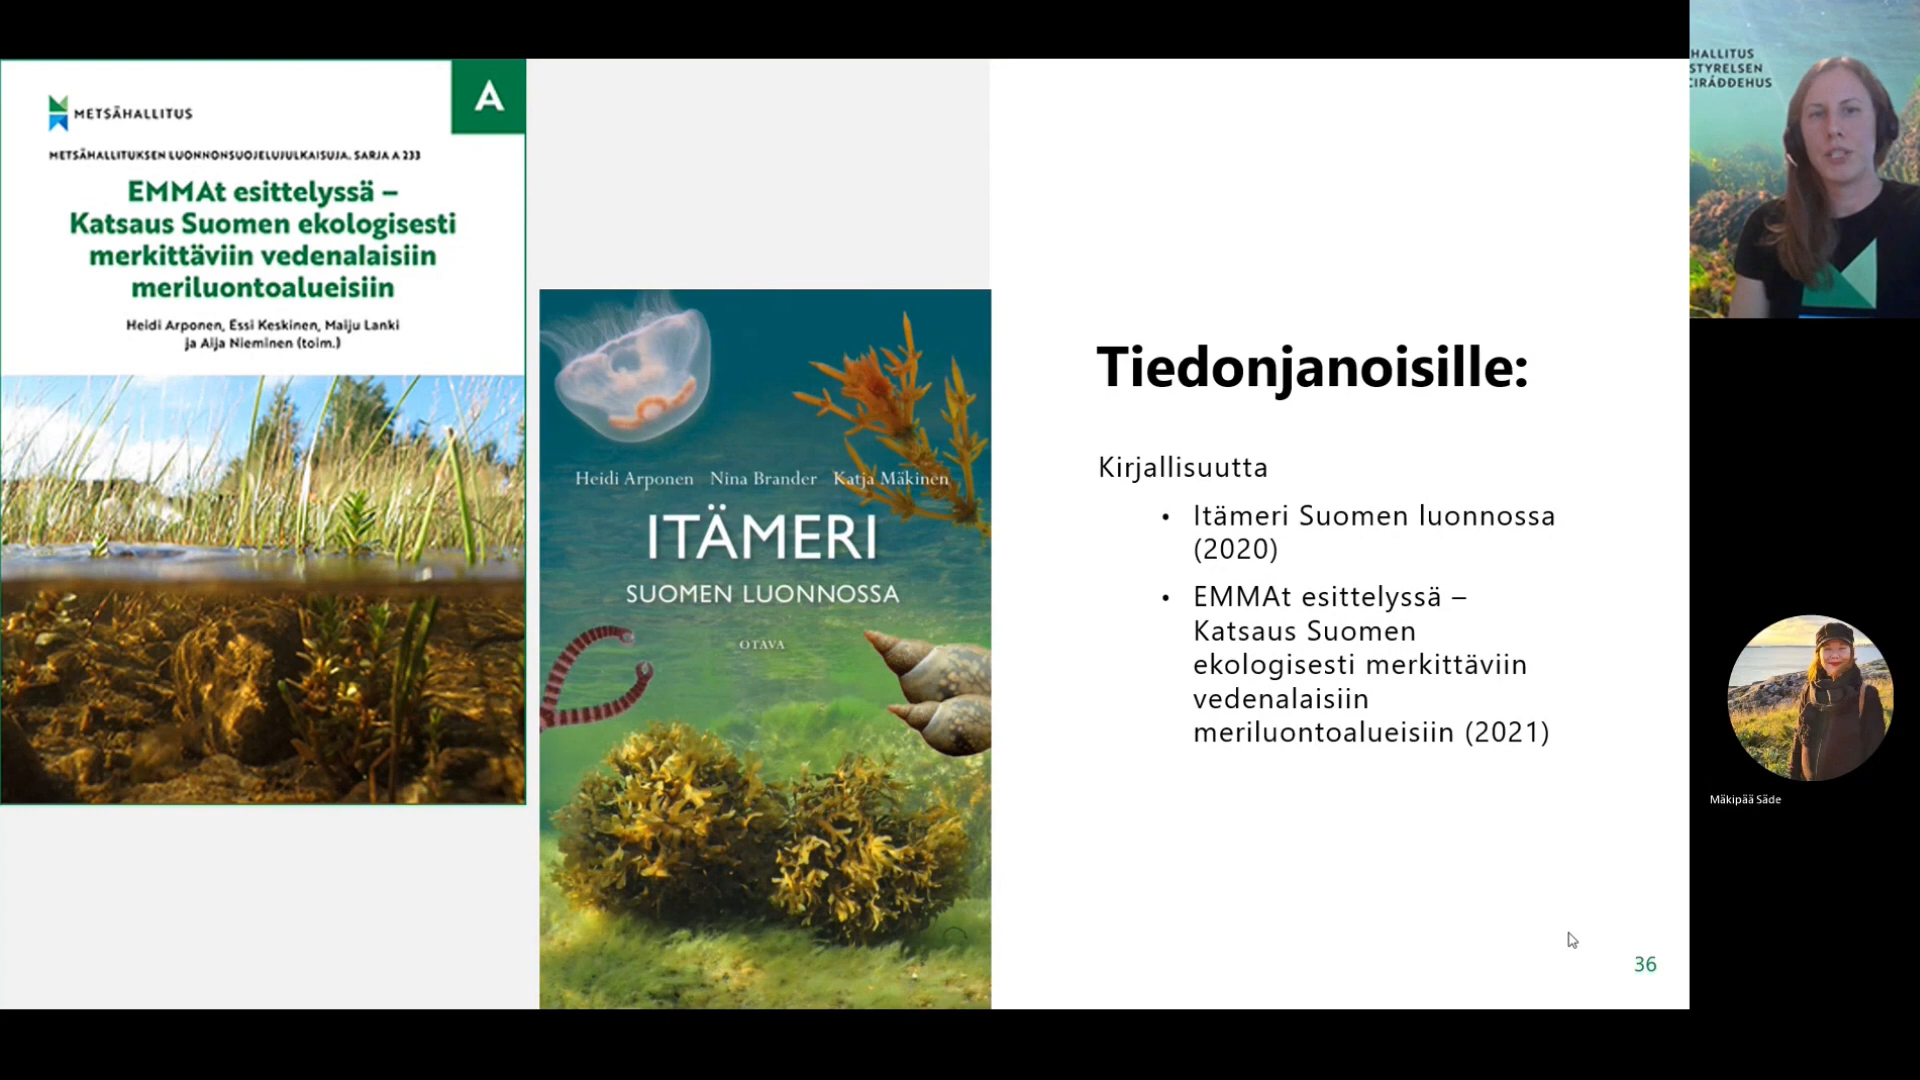 METSÄHALLITUS
A
METSÄHALLITUKSEN LUONNONSUOJELUJULKAISUJA. SARJA A 233
EMMAt esittelyssä –
Katsaus Suomen ekologisesti
merkittäviin vedenalaisiin
meriluontoalueisiin
Heidi Arponen, Essi Keskinen, Maiju Lanki
ja Aija Nieminen (toim.)
Heidi Arponen Nina Brander Katja Mäkinen
ITÄMERI
SUOMEN LUONNOSSA
OTAVA
Tiedonjanoisille:
Kirjallisuutta
• Itämeri Suomen luonnossa
(2020)
• EMMAt esittelyssä –
Katsaus Suomen
ekologisesti merkittäviin
vedenalaisiin
meriluontoalueisiin (2021)
36
HALLITUS
STYRELSEN
CIRÁĐĐEHUS
Mäkipää Säde